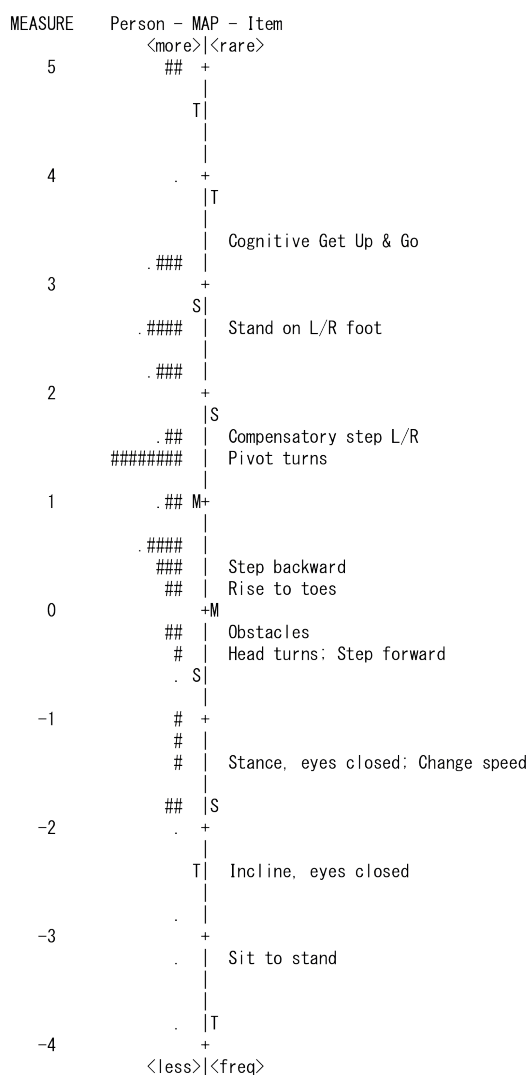 MEASURE    Person - MAP - Item
               <more>|<rare>
    5            ##  +
                     |
                    T|
                     |
                     |
    4             .  +
                     |T
                     |
                     |  Cognitive Get Up & Go
               .###  |
    3                +
                    S|
              .####  |  Stand on L/R foot
                     |
               .###  |
    2                +
                     |S
                .##  |  Compensatory step L/R
           ########  |  Pivot turns
                     |
    1           .## M+
                     |
              .####  |
                ###  |  Step backward
                 ##  |  Rise to toes
    0                +M
                 ##  |  Obstacles
                  #  |  Head turns; Step forward
                  . S|
                     |
   -1             #  +
                  #  |
                  #  |  Stance, eyes closed; Change speed
                     |
                 ##  |S
   -2             .  +
                     |
                    T|  Incline, eyes closed
                     |
                  .  |
   -3                +
                  .  |  Sit to stand
                     |
                     |
                  .  |T
   -4                +
               <less>|<freq>